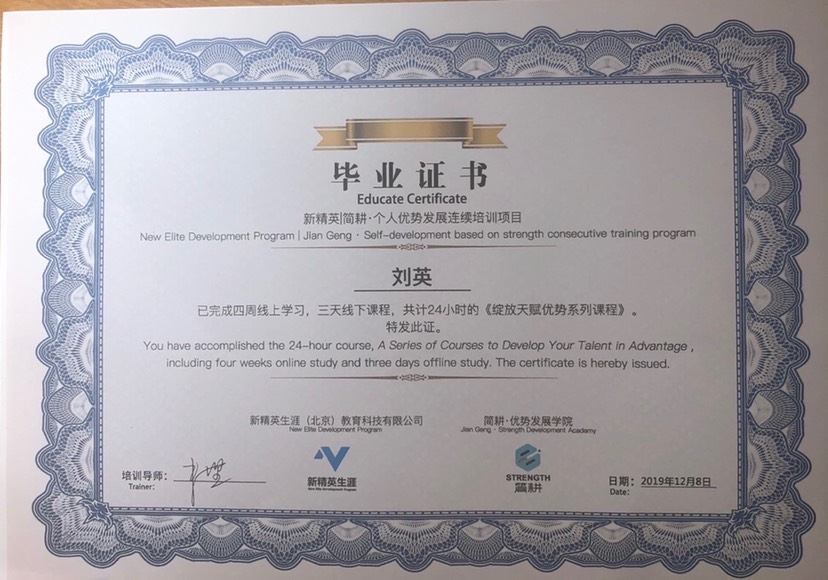 毕业证书
Educate Certificate
新精英|简耕·个人优势发展连续培训项目
New Elite Development Program | Jian Geng · Self-development based on strength consecutive training program
刘英
已完成四周线上学习，三天线下课程，共计24小时的《绽放天赋优势系列课程》。
特发此证。
You have accomplished the 24-hour course, A Series of Courses to Develop Your Talent in Advantage ,
including four weeks online study and three days offline study. The certificate is hereby issued.
新精英生涯（北京）教育科技有限公司
New Elite Development Program
简耕·优势发展学院
Jian Geng · Strength Development Academy
培训导师：
Trainer:
新精英生涯
New Elite Development Program
STRENGTH
简耕
日期：2019年12月8日
Date: